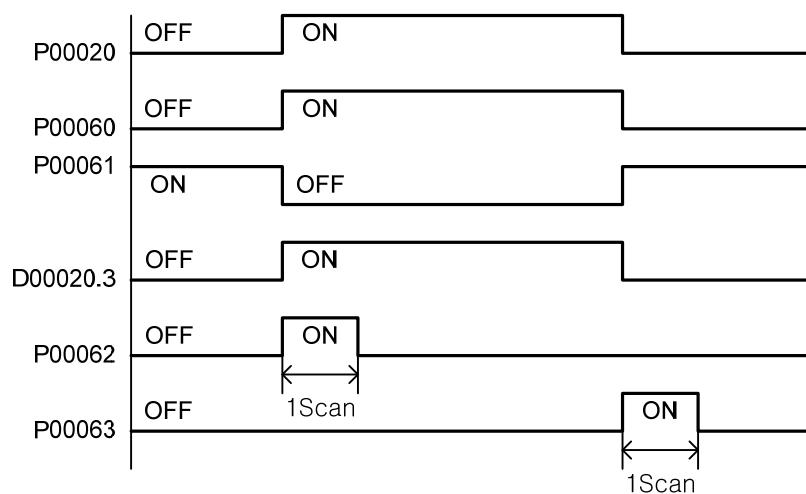 P00020 OFF ON
P00060 OFF ON
P00061 ON OFF
D00020.3 OFF ON
P00062 OFF ON
1Scan
P00063 OFF ON
1Scan